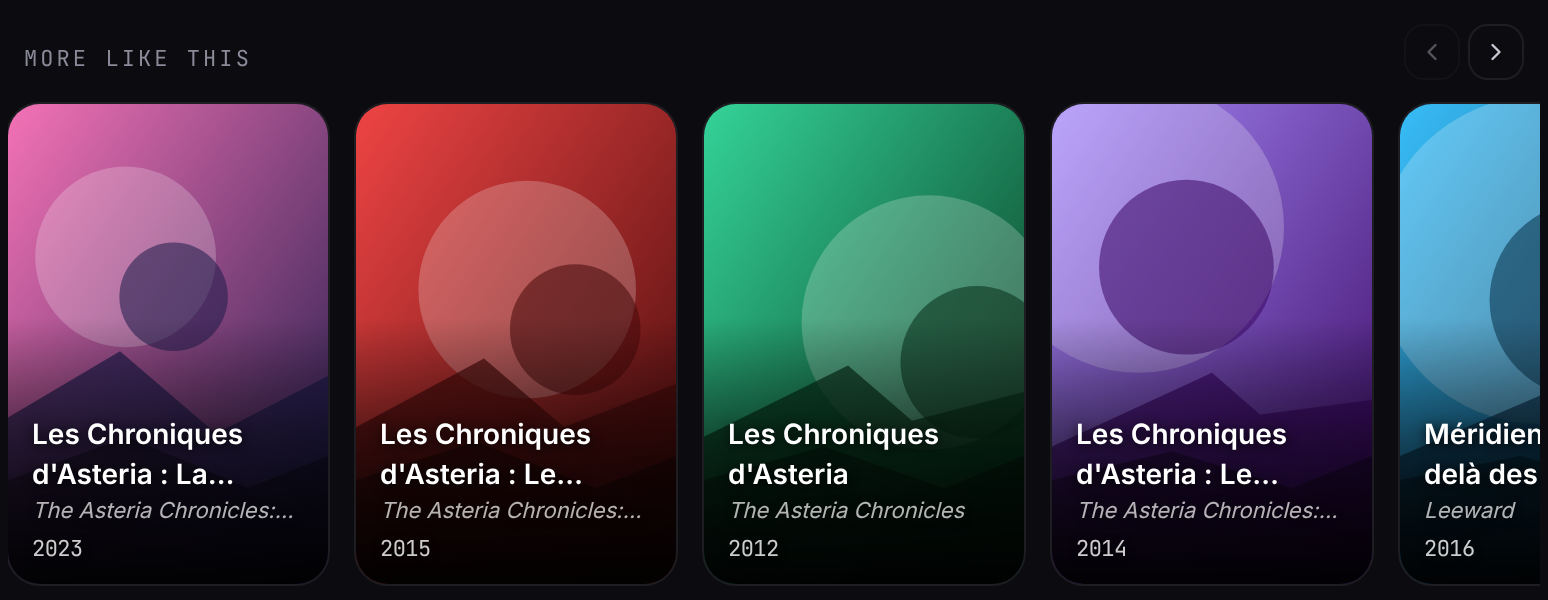 MORE LIKE THIS
Les Chroniques
d'Asteria : La...
The Asteria Chronicles:...
2023
Les Chroniques
d'Asteria : Le...
The Asteria Chronicles:...
2015
Les Chroniques
d'Asteria
The Asteria Chronicles
2012
Les Chroniques
d'Asteria : Le...
The Asteria Chronicles:...
2014
Méridien
delà des
Leeward
2016